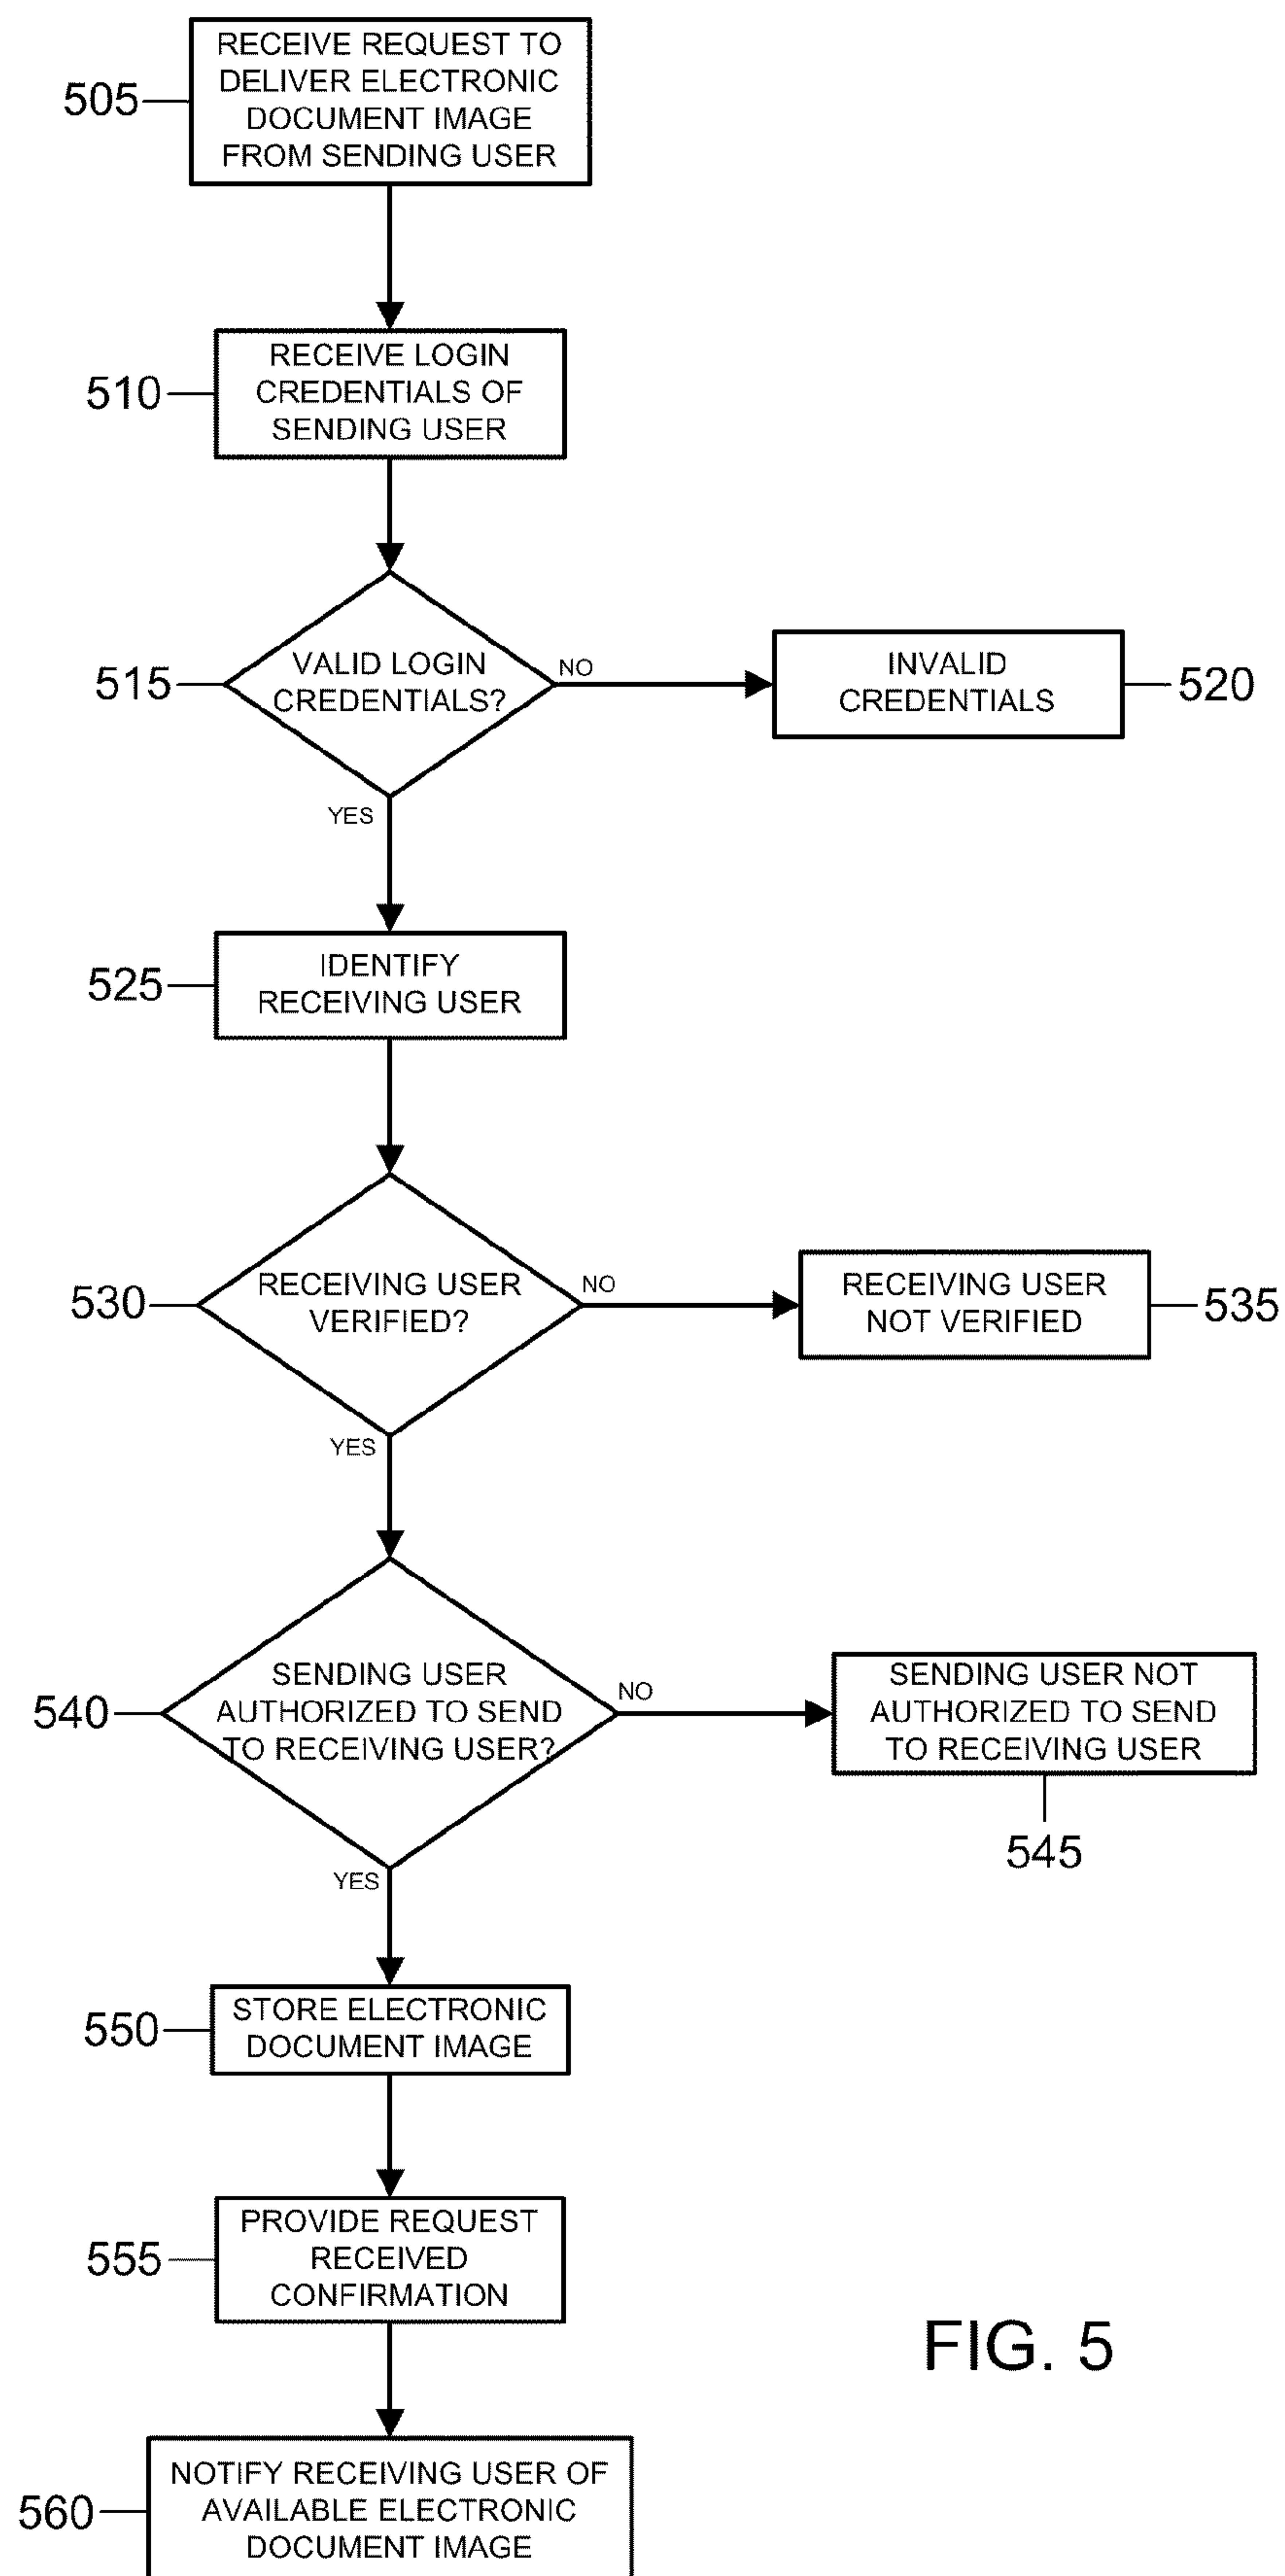 505
RECEIVE REQUEST TO
DELIVER ELECTRONIC
DOCUMENT IMAGE
FROM SENDING USER
510
RECEIVE LOGIN
CREDENTIALS OF
SENDING USER
515
VALID LOGIN
CREDENTIALS?
NO
INVALID
CREDENTIALS
520
YES
525
IDENTIFY
RECEIVING USER
530
RECEIVING USER
VERIFIED?
NO
RECEIVING USER
NOT VERIFIED
535
YES
540
SENDING USER
AUTHORIZED TO SEND
TO RECEIVING USER?
NO
SENDING USER NOT
AUTHORIZED TO SEND
TO RECEIVING USER
545
YES
550
STORE ELECTRONIC
DOCUMENT IMAGE
555
PROVIDE REQUEST
RECEIVED
CONFIRMATION
560
NOTIFY RECEIVING USER OF
AVAILABLE ELECTRONIC
DOCUMENT IMAGE
FIG. 5